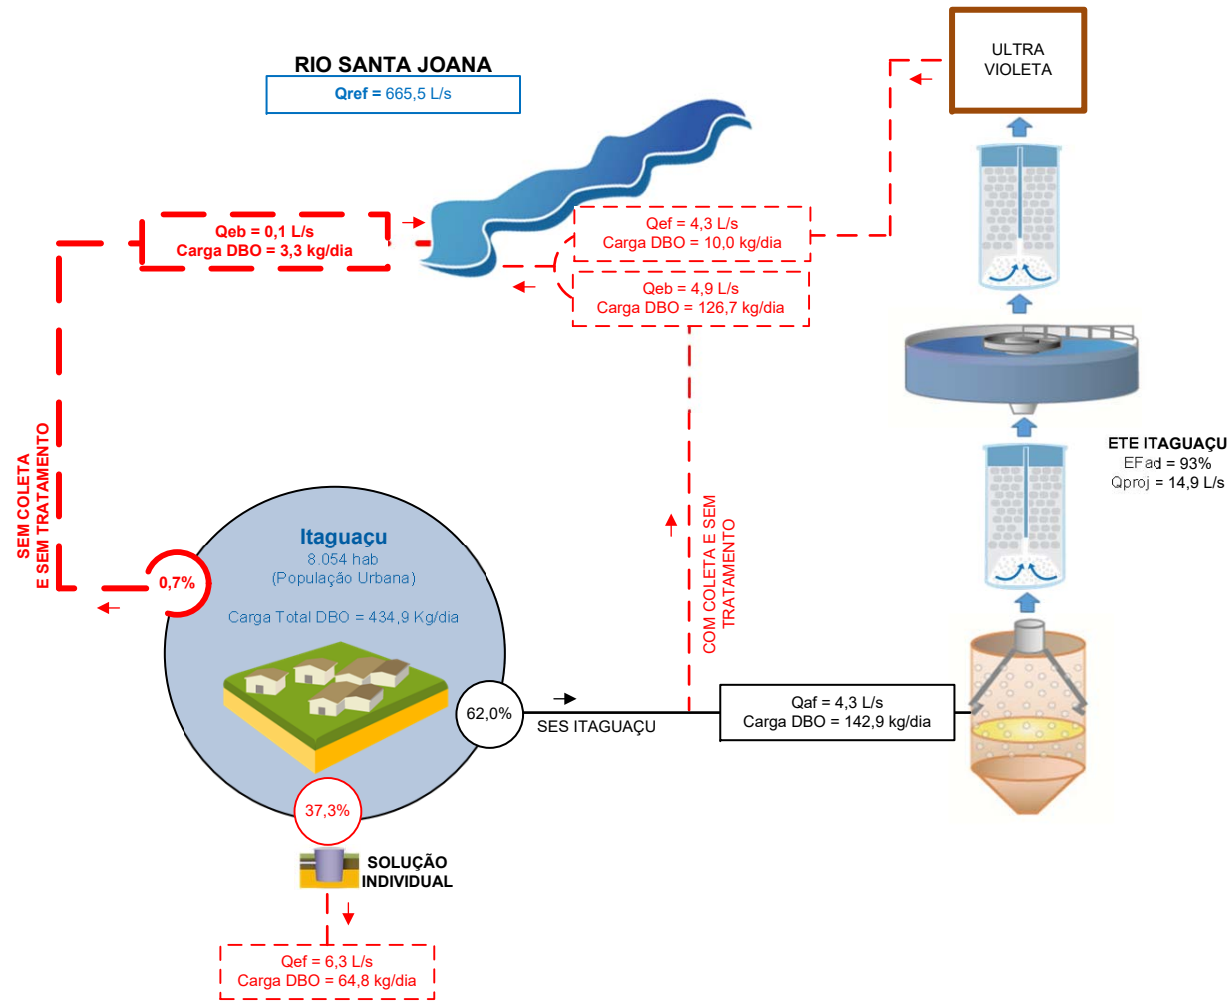 RIO SANTA JOANA
Qref = 665,5 L/s
ULTRA
VIOLETA
Qeb = 0,1 L/s
Carga DBO = 3,3 kg/dia
Qef = 4,3 L/s
Carga DBO = 10,0 kg/dia
Qeb = 4,9 L/s
Carga DBO = 126,7 kg/dia
ETE ITAGUAÇU
EFad = 93%
Qproj = 14,9 L/s
SEM COLETA
E SEM TRATAMENTO
COM COLETA E SEM
TRATAMENTO
Itaguaçu
8.054 hab
(População Urbana)
Carga Total DBO = 434,9 Kg/dia
0,7%
62,0%
SES ITAGUAÇU
Qaf = 4,3 L/s
Carga DBO = 142,9 kg/dia
37,3%
SOLUÇÃO
INDIVIDUAL
Qef = 6,3 L/s
Carga DBO = 64,8 kg/dia